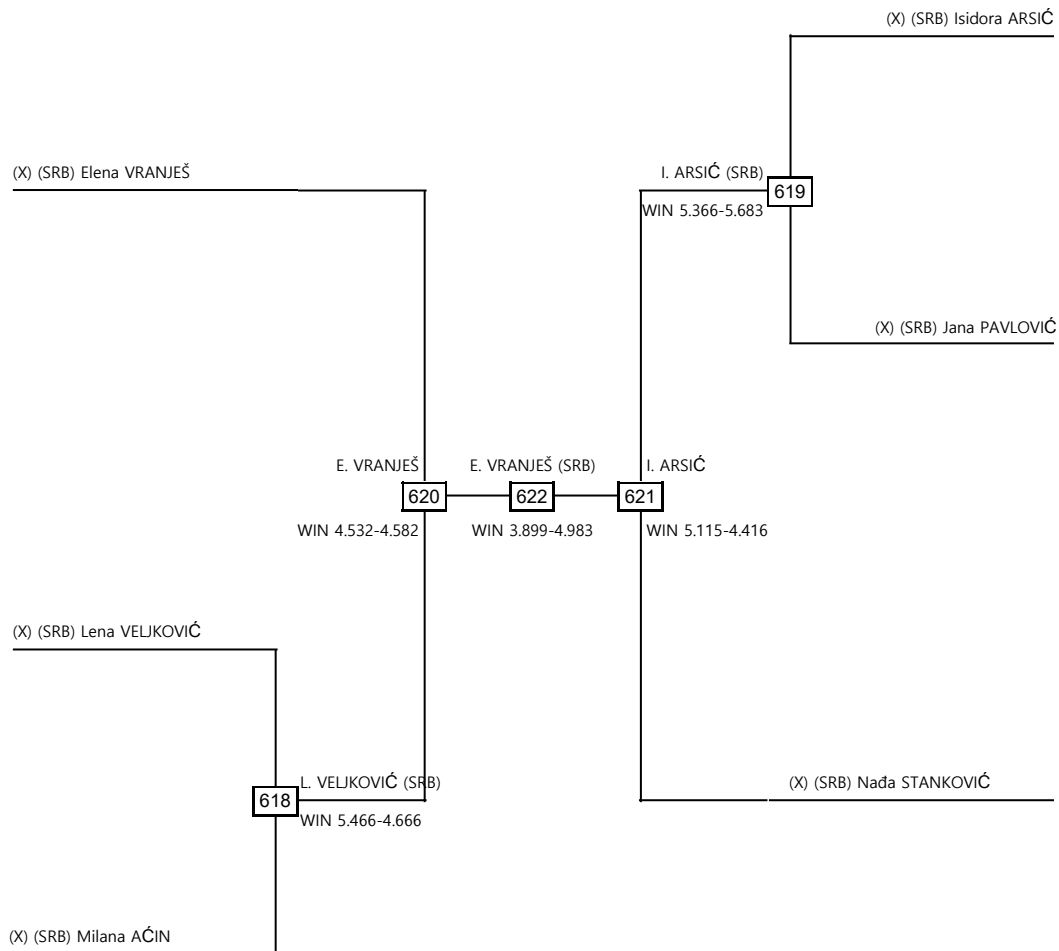 (X) (SRB) Isidora ARSIĆ
(X) (SRB) Elena VRANJEŠ
I. ARSIĆ (SRB)
619
WIN 5.366-5.683
(X) (SRB) Jana PAVLOVIĆ
E. VRANJEŠ
E. VRANJEŠ (SRB)
I. ARSIĆ
620
622
621
WIN 4.532-4.582
WIN 3.899-4.983
WIN 5.115-4.416
(X) (SRB) Lena VELJKOVIĆ
L. VELJKOVIĆ (SRB)
(X) (SRB) Nađa STANKOVIĆ
618
WIN 5.466-4.666
(X) (SRB) Milana AĆIN